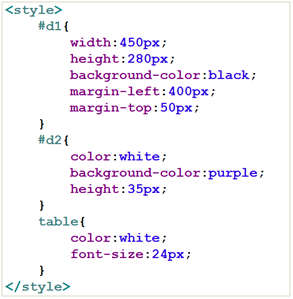 <style>
#d1{
width:450px;
height:280px;
background-color:black;
margin-left:400px;
margin-top:50px;
}
#d2{
color:white;
background-color:purple;
height:35px;
}
table{
color:white;
font-size:24px;
}
</style>